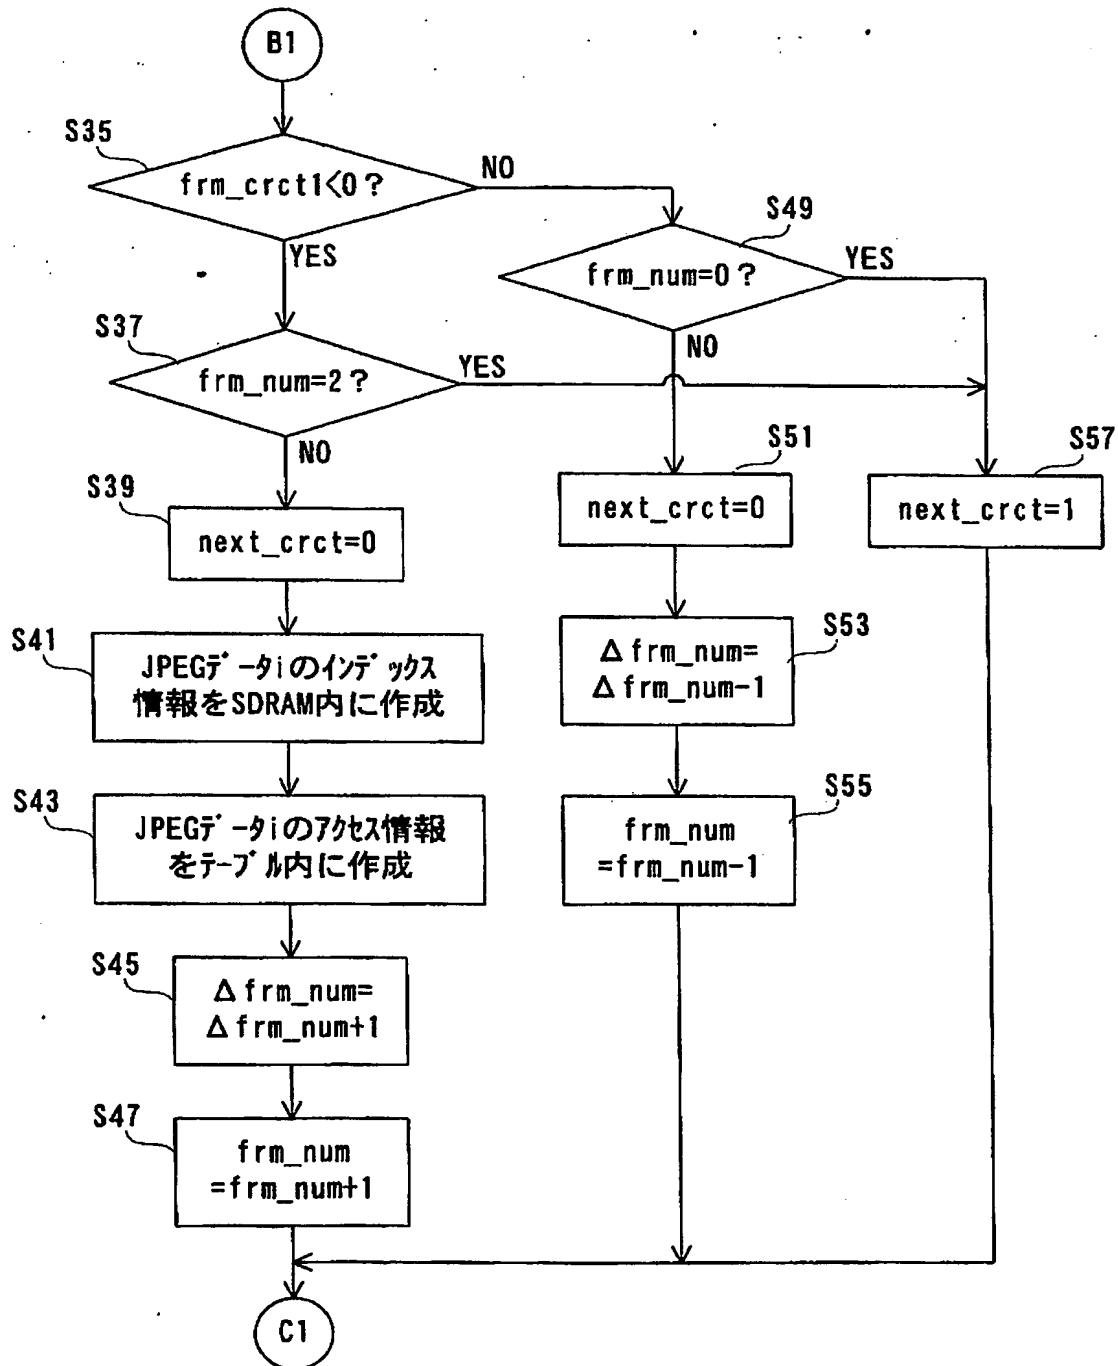 B1
S35
frm_crct1<0?
NO
YES
S49
frm_num=0?
YES
NO
S37
frm_num=2?
YES
NO
S39
next_crct=0
S51
next_crct=0
S57
next_crct=1
S41
JPEGデータiのインデックス
情報をSDRAM内に作成
S53
Δfrm_num=
Δfrm_num-1
S43
JPEGデータiのアクセス情報
をテーブル内に作成
S55
frm_num
=frm_num-1
S45
Δfrm_num=
Δfrm_num+1
S47
frm_num
=frm_num+1
C1